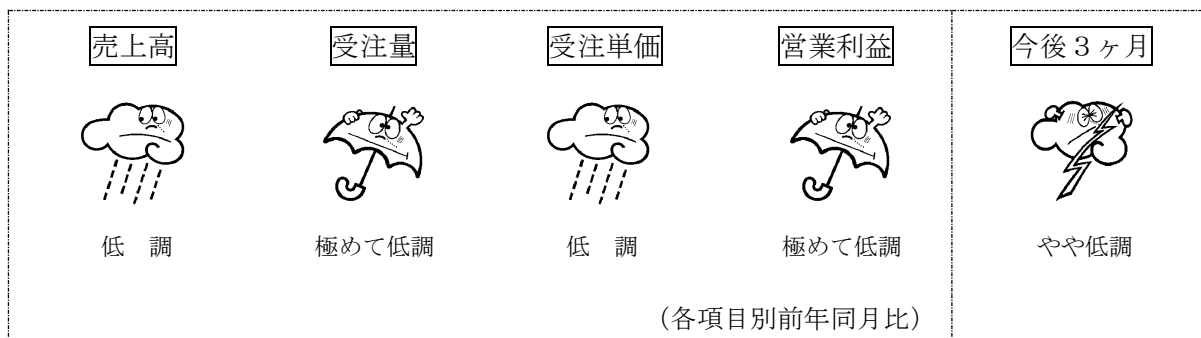 売上高 受注量 受注単価 営業利益 今後３ヶ月
低　調 極めて低調 低　調 極めて低調 やや低調
（各項目別前年同月比）